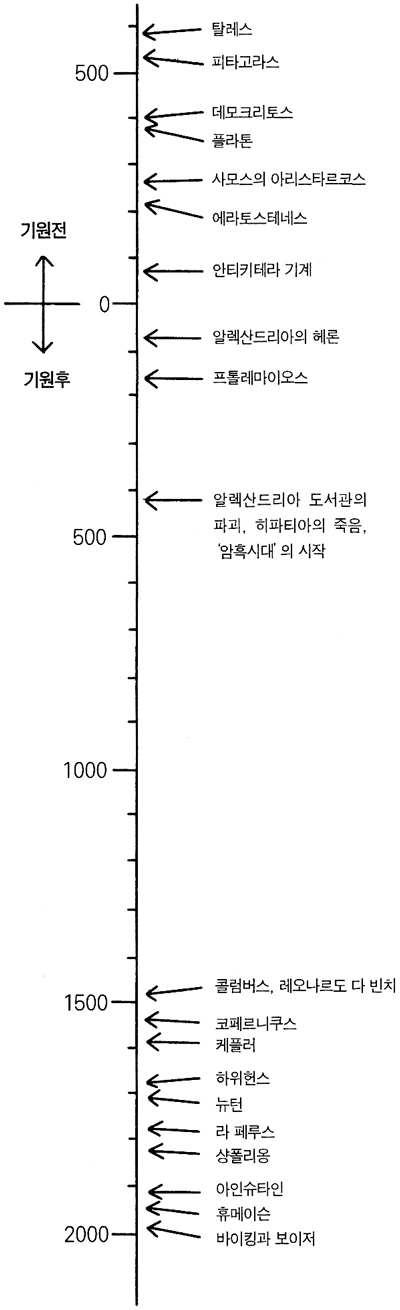 탈레스
500
피타고라스
데모크리토스
플라톤
사모스의 아리스타르코스
에라토스테네스
기원전
안티키테라 기계
0
알렉산드리아의 헤론
기원후
프톨레마이오스
알렉산드리아 도서관의
파괴, 히파티아의 죽음,
'암흑시대' 의 시작
500
1000
콜럼버스, 레오나르도 다 빈치
1500
코페르니쿠스
케플러
하위헌스
뉴턴
라 페루스
샹폴리옹
아인슈타인
휴메이슨
2000
바이킹과 보이저